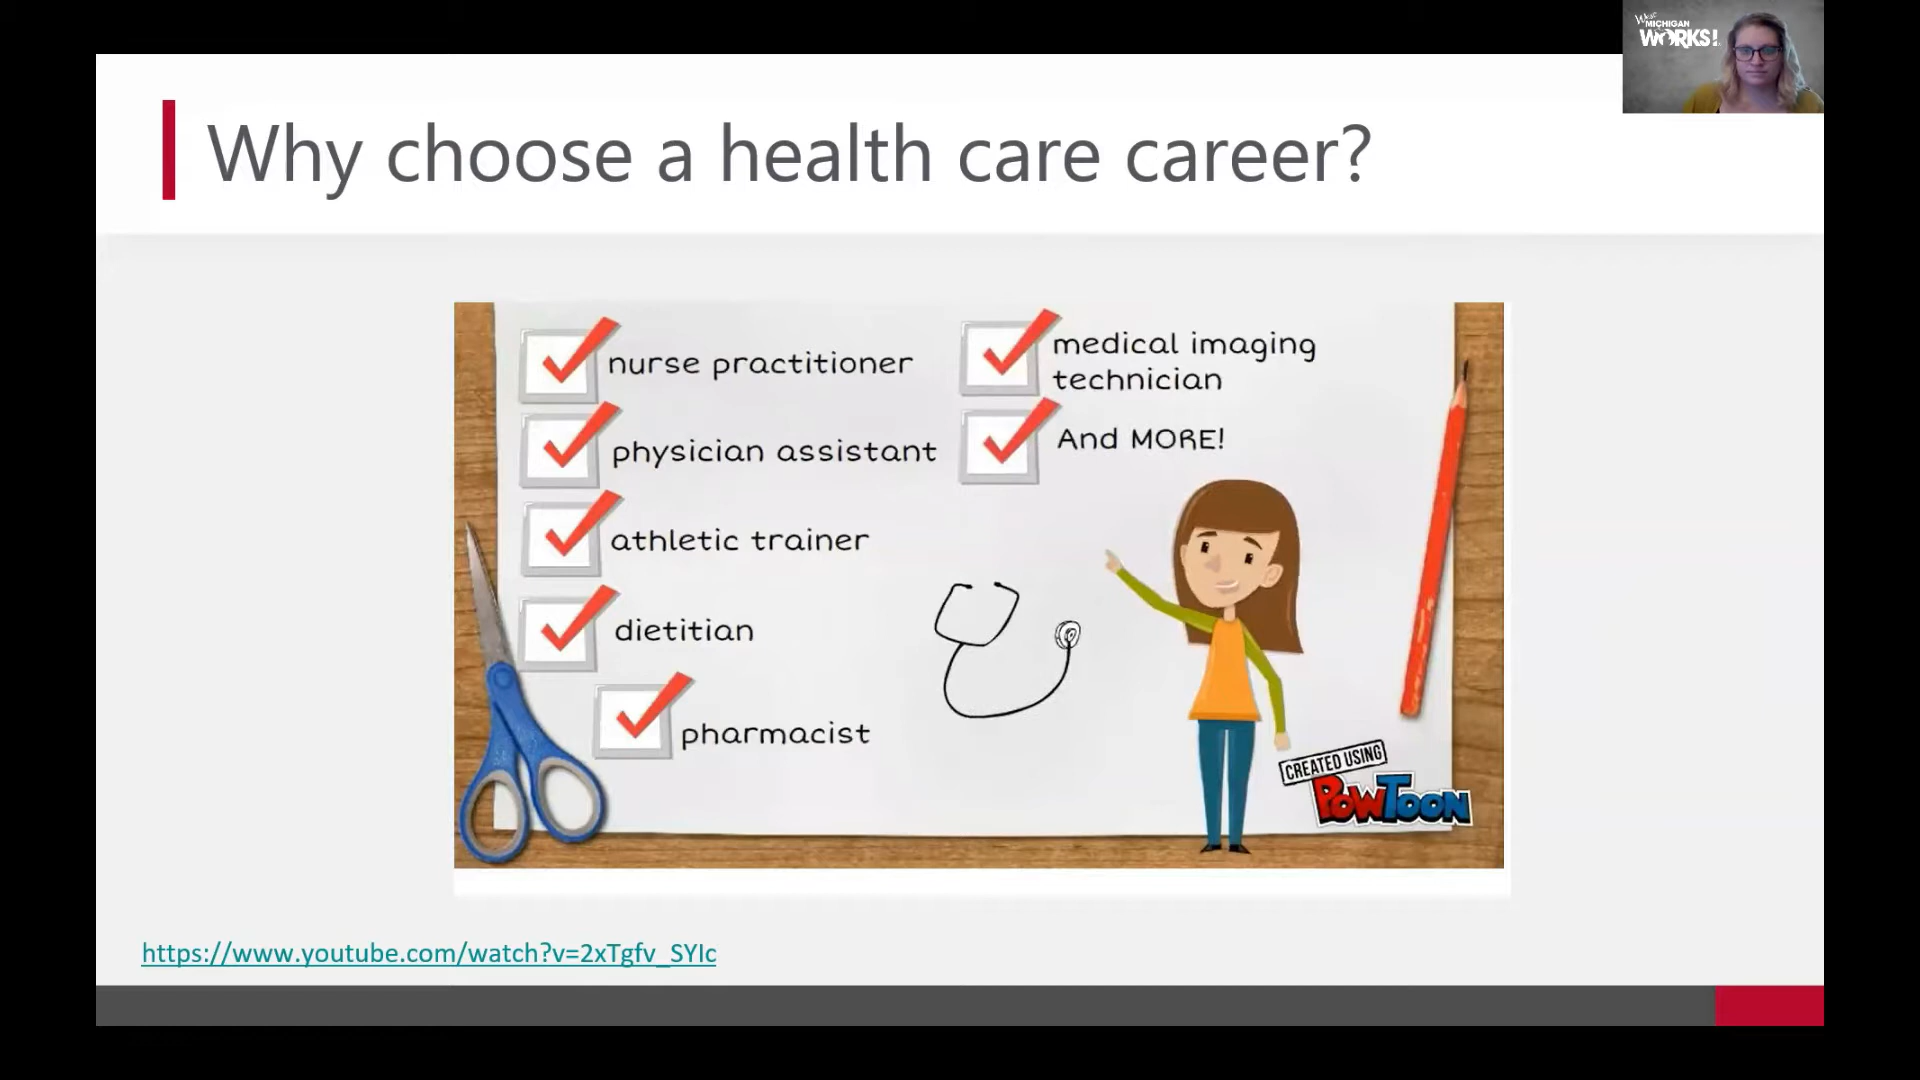 West
MICHIGAN
WORKS!
Why choose a health care career?
nurse practitioner
physician assistant
athletic trainer
dietitian
pharmacist
medical imaging
technician
And MORE!
CREATED USING
POWTOON
https://www.youtube.com/watch?v=2xTgfv_SYIc